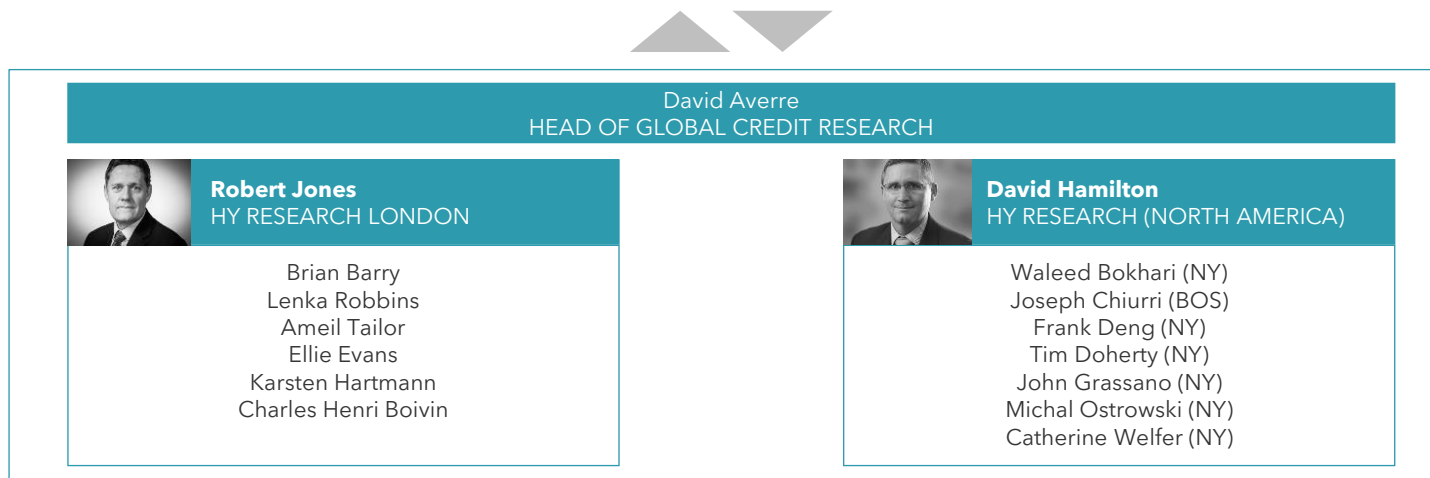 David Averre
HEAD OF GLOBAL CREDIT RESEARCH
Robert Jones
HY RESEARCH LONDON
Brian Barry
Lenka Robbins
Ameil Tailor
Ellie Evans
Karsten Hartmann
Charles Henri Boivin
David Hamilton
HY RESEARCH (NORTH AMERICA)
Waleed Bokhari (NY)
Joseph Chiurri (BOS)
Frank Deng (NY)
Tim Doherty (NY)
John Grassano (NY)
Michal Ostrowski (NY)
Catherine Welfer (NY)